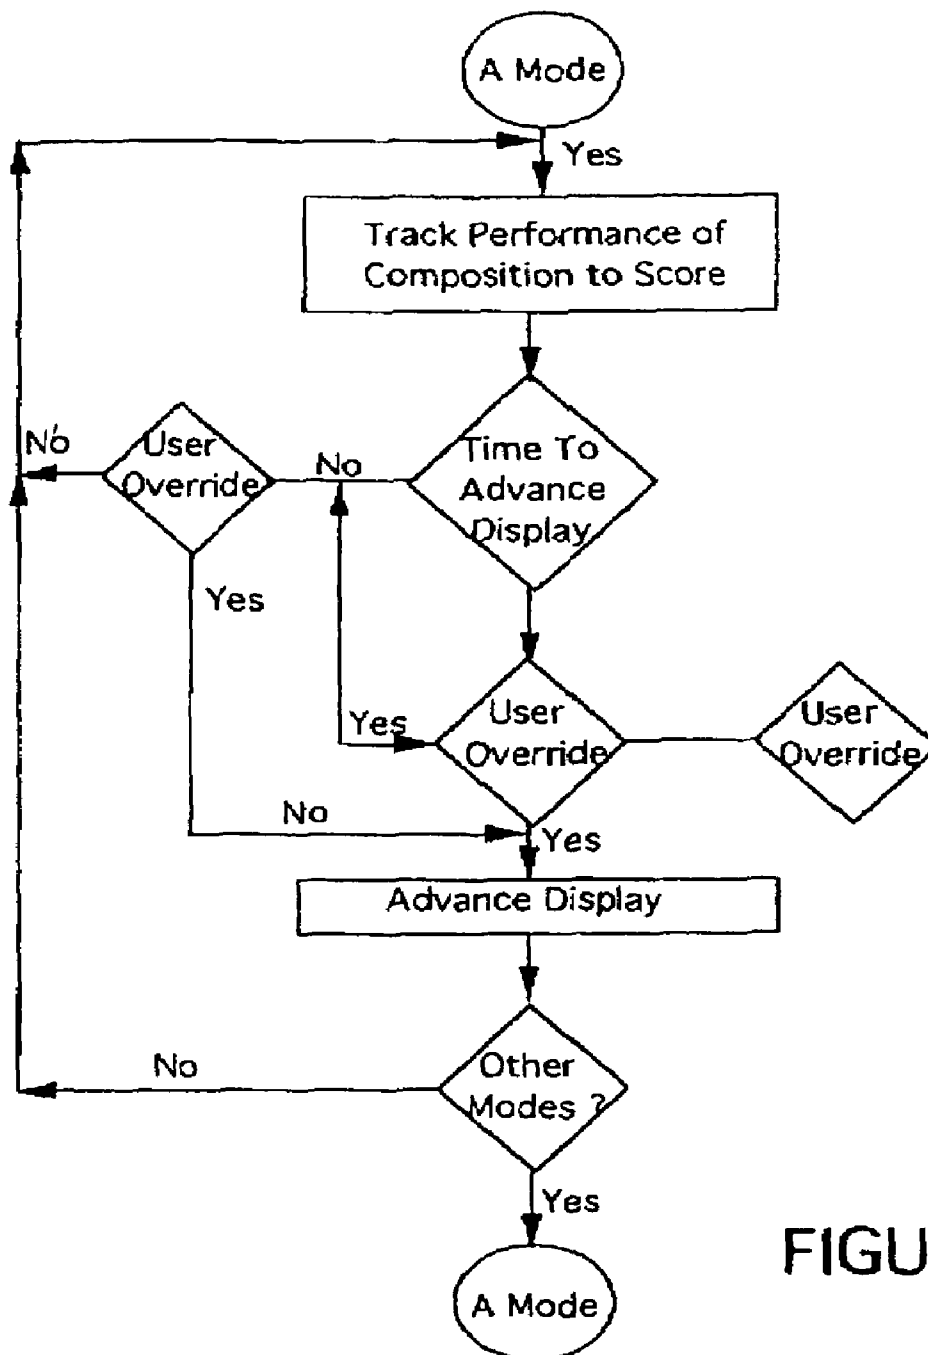 A Mode
Yes
Track Performance of
Composition to Score
No
User
Override
No
Time To
Advance
Display
Yes
Yes
User
Override
User
Override
No
Yes
Advance Display
No
Other
Modes ?
Yes
A Mode
FIGU